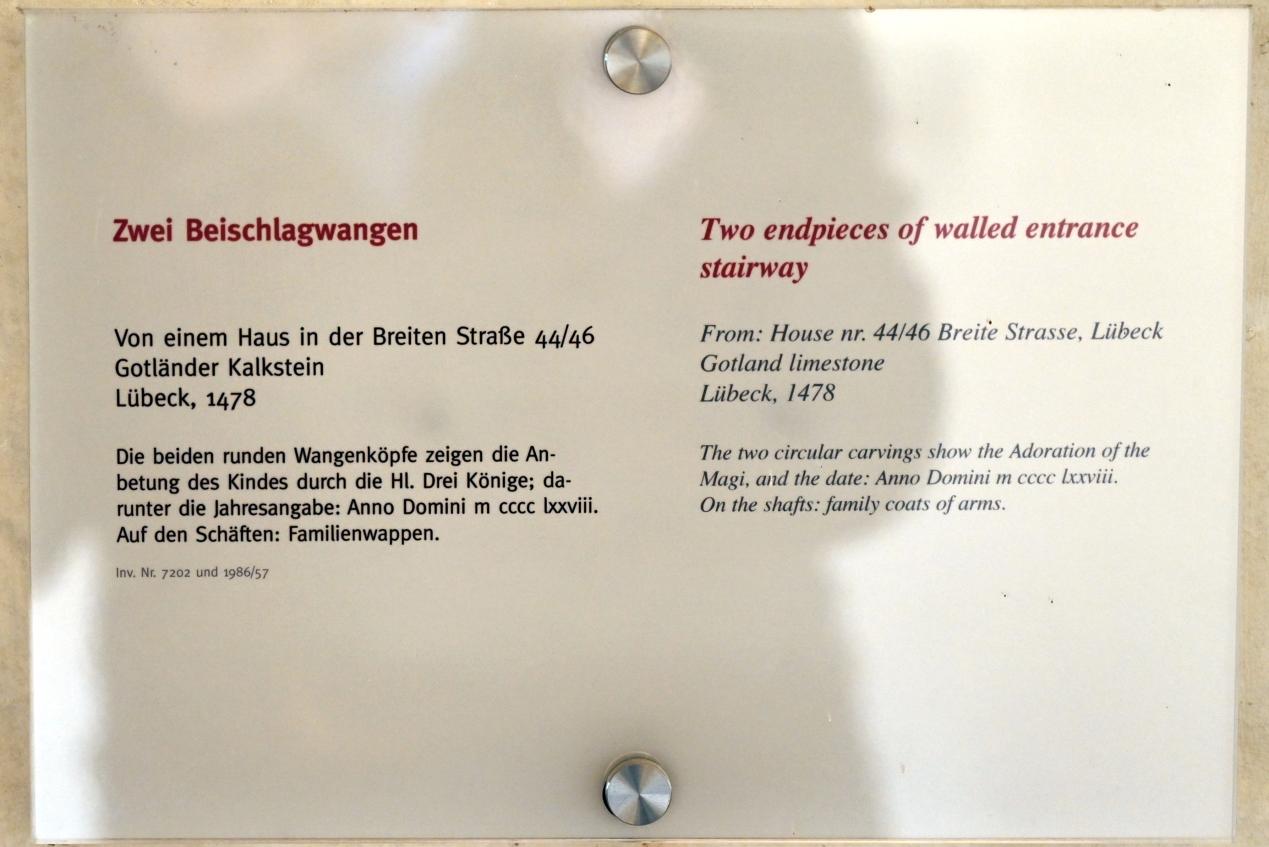 Zwei Beischlagwangen
Von einem Haus in der Breiten Straße 44/46
Gotländer Kalkstein
Lübeck, 1478
Die beiden runden Wangenköpfe zeigen die An-
betung des Kindes durch die Hl. Drei Könige; da-
runter die Jahresangabe: Anno Domini m cccc lxxviii.
Auf den Schäften: Familienwappen.
Inv. Nr. 7202 und 1986/57
Two endpieces of walled entrance
stairway
From: House nr. 44/46 Breite Strasse, Lübeck
Gotland limestone
Lübeck, 1478
The two circular carvings show the Adoration of the
Magi, and the date: Anno Domini m cccc lxxviii.
On the shafts: family coats of arms.